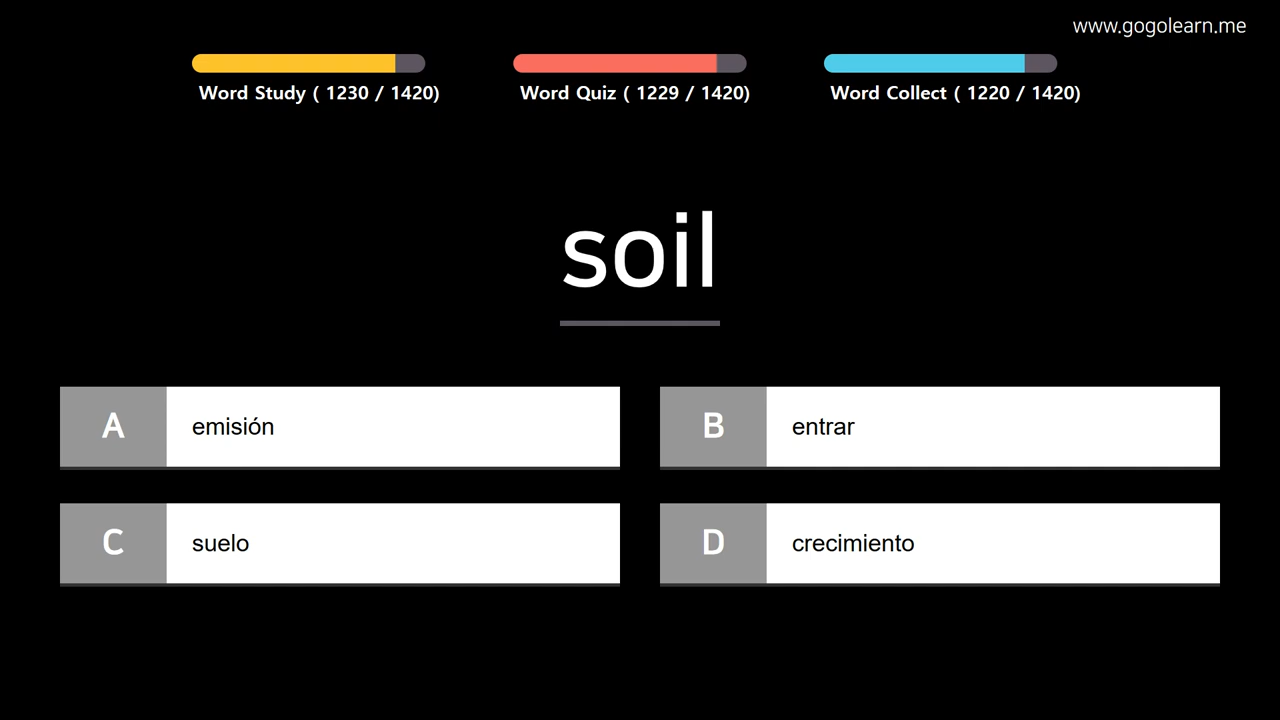 www.gogolearn.me
Word Study ( 1230 / 1420)
Word Quiz ( 1229 / 1420)
Word Collect ( 1220 / 1420)
soil
A emisión
B entrar
C suelo
D crecimiento